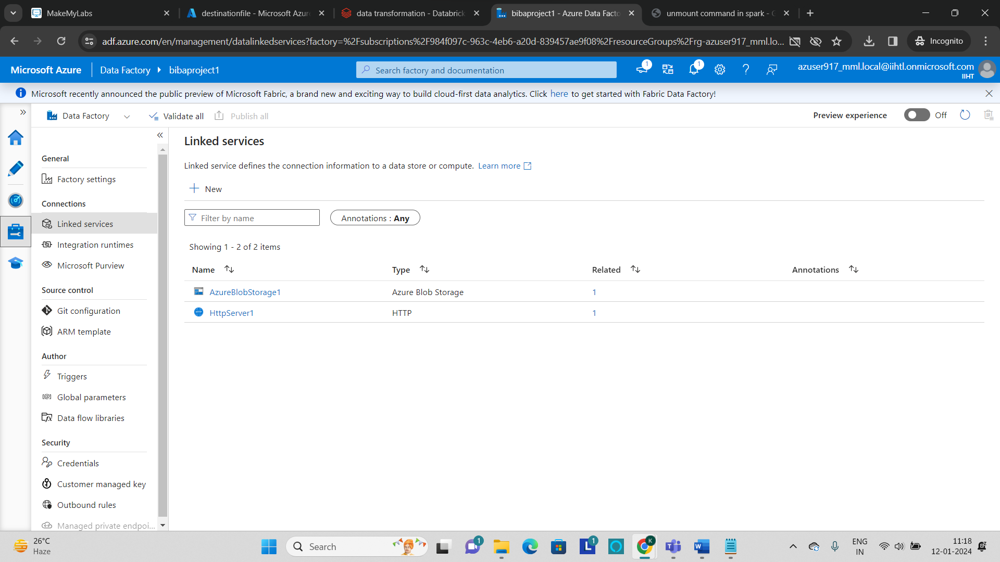 MakeMyLabs
destinationfile - Microsoft Azur
data transformation - Databrick
bibaproject1 - Azure Data Facto
unmount command in spark -
adf.azure.com/en/management/datalinkedservices?factory=%2Fsubscriptions%2F984f097c-963c-4eb6-a20d-839457ae9f08%2FresourceGroups%2Frg-azuser917_mml.lo...
Incognito
Microsoft Azure
Data Factory
bibaproject1
Search factory and documentation
1
1
azuser917_mml.local@iihtl.onmicrosoft.com
IIHT
Microsoft recently announced the public preview of Microsoft Fabric, a brand new and exciting way to build cloud-first data analytics. Click here to get started with Fabric Data Factory!
Data Factory
Validate all
Publish all
Preview experience
Off
General
Factory settings
Connections
Linked services
Integration runtimes
Microsoft Purview
Source control
Git configuration
ARM template
Author
Triggers
Global parameters
Data flow libraries
Security
Credentials
Customer managed key
Outbound rules
Managed private endpoi...
Linked services
Linked service defines the connection information to a data store or compute. Learn more
New
Filter by name
Annotations : Any
Showing 1 - 2 of 2 items
Name Type Related Annotations
AzureBlobStorage1 Azure Blob Storage 1
HttpServer1 HTTP 1
26°C
Haze
Search
1
1
K
ENG
IN
11:18
12-01-2024